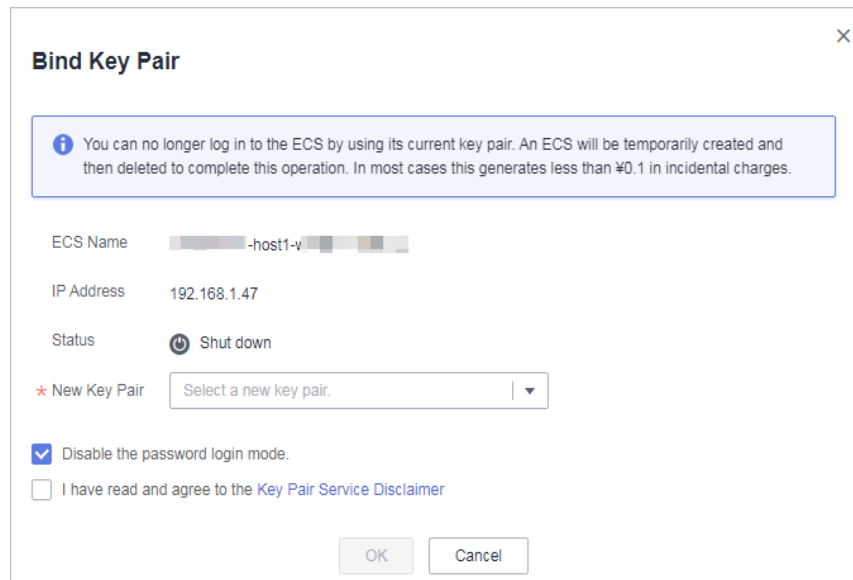 Bind Key Pair
You can no longer log in to the ECS by using its current key pair. An ECS will be temporarily created and
then deleted to complete this operation. In most cases this generates less than ¥0.1 in incidental charges.
ECS Name -host1-
IP Address 192.168.1.47
Status Shut down
* New Key Pair Select a new key pair.
Disable the password login mode.
I have read and agree to the Key Pair Service Disclaimer
OK Cancel